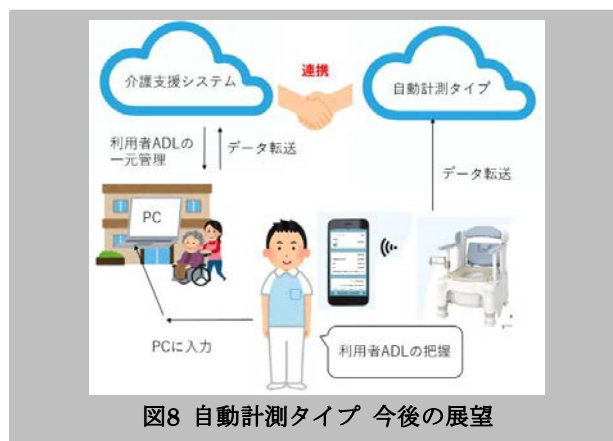 連携
介護支援システム
自動計測タイプ
利用者ADLの
一元管理
データ転送
データ転送
PC
PCに入力
利用者ADLの把握
図8 自動計測タイプ 今後の展望